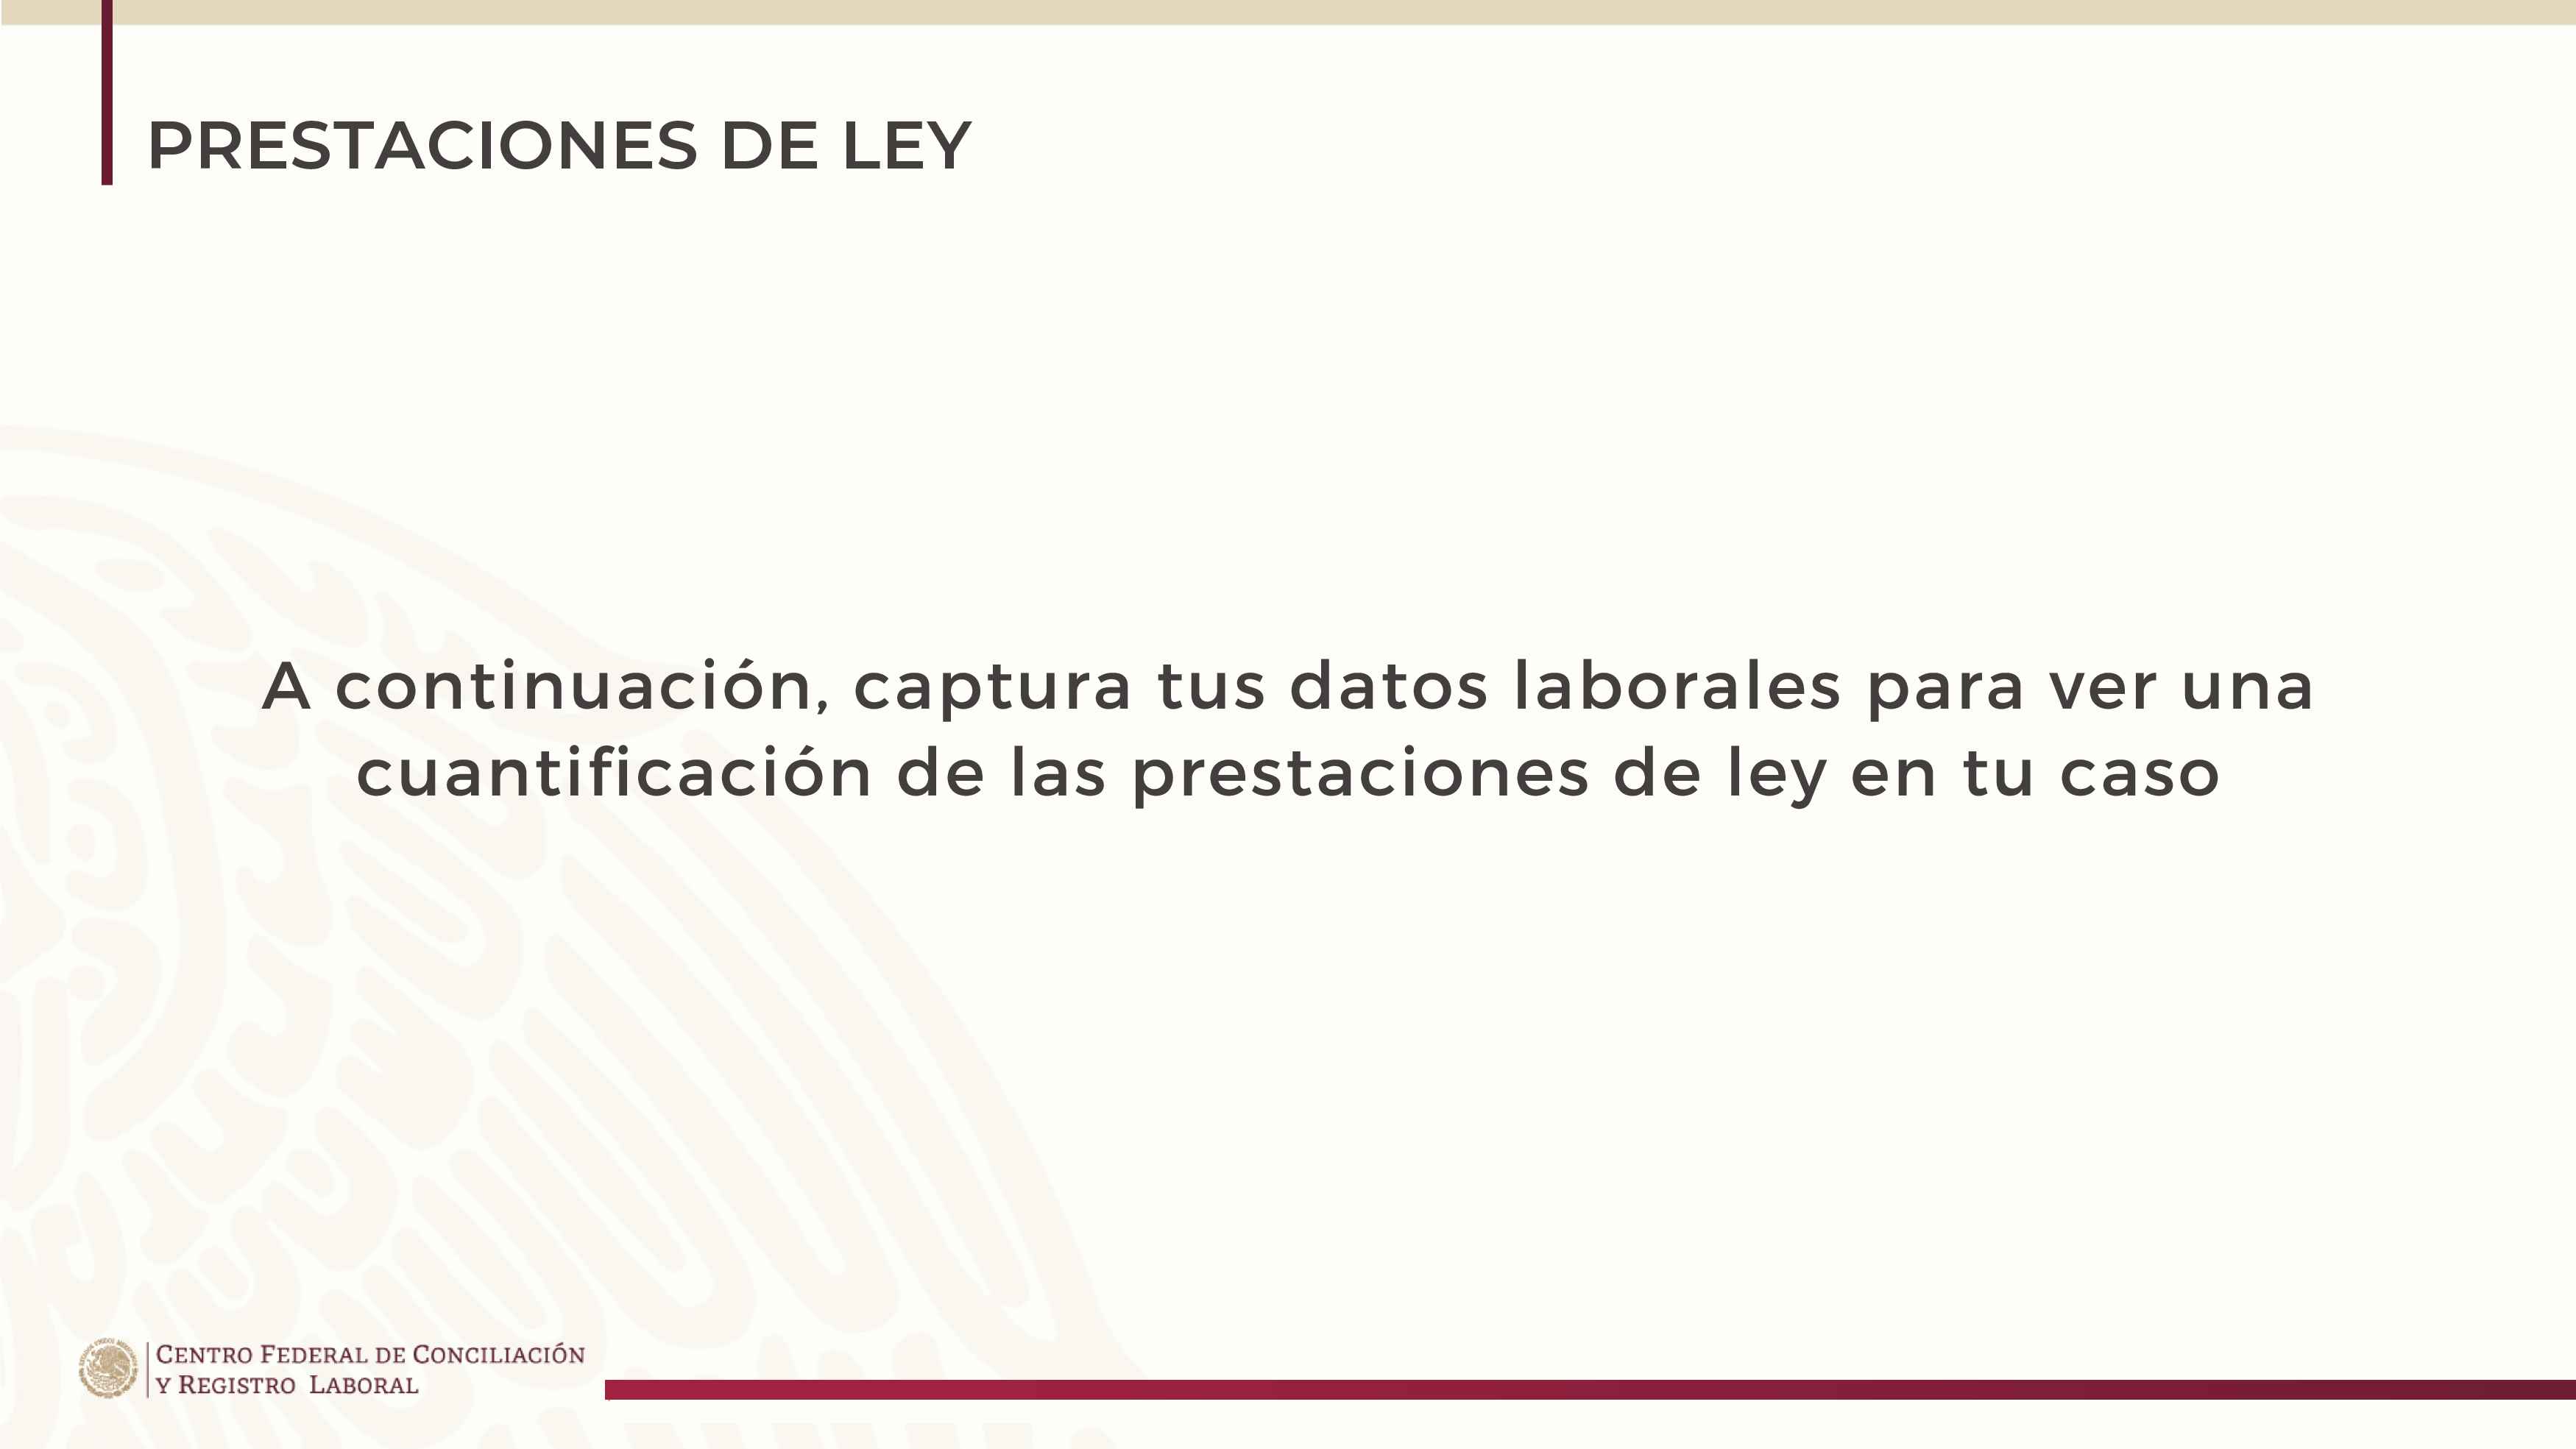 PRESTACIONES DE LEY
A continuación, captura tus datos laborales para ver una
cuantificación de las prestaciones de ley en tu caso
CENTRO FEDERAL DE CONCILIACIÓN
Y REGISTRO LABORAL